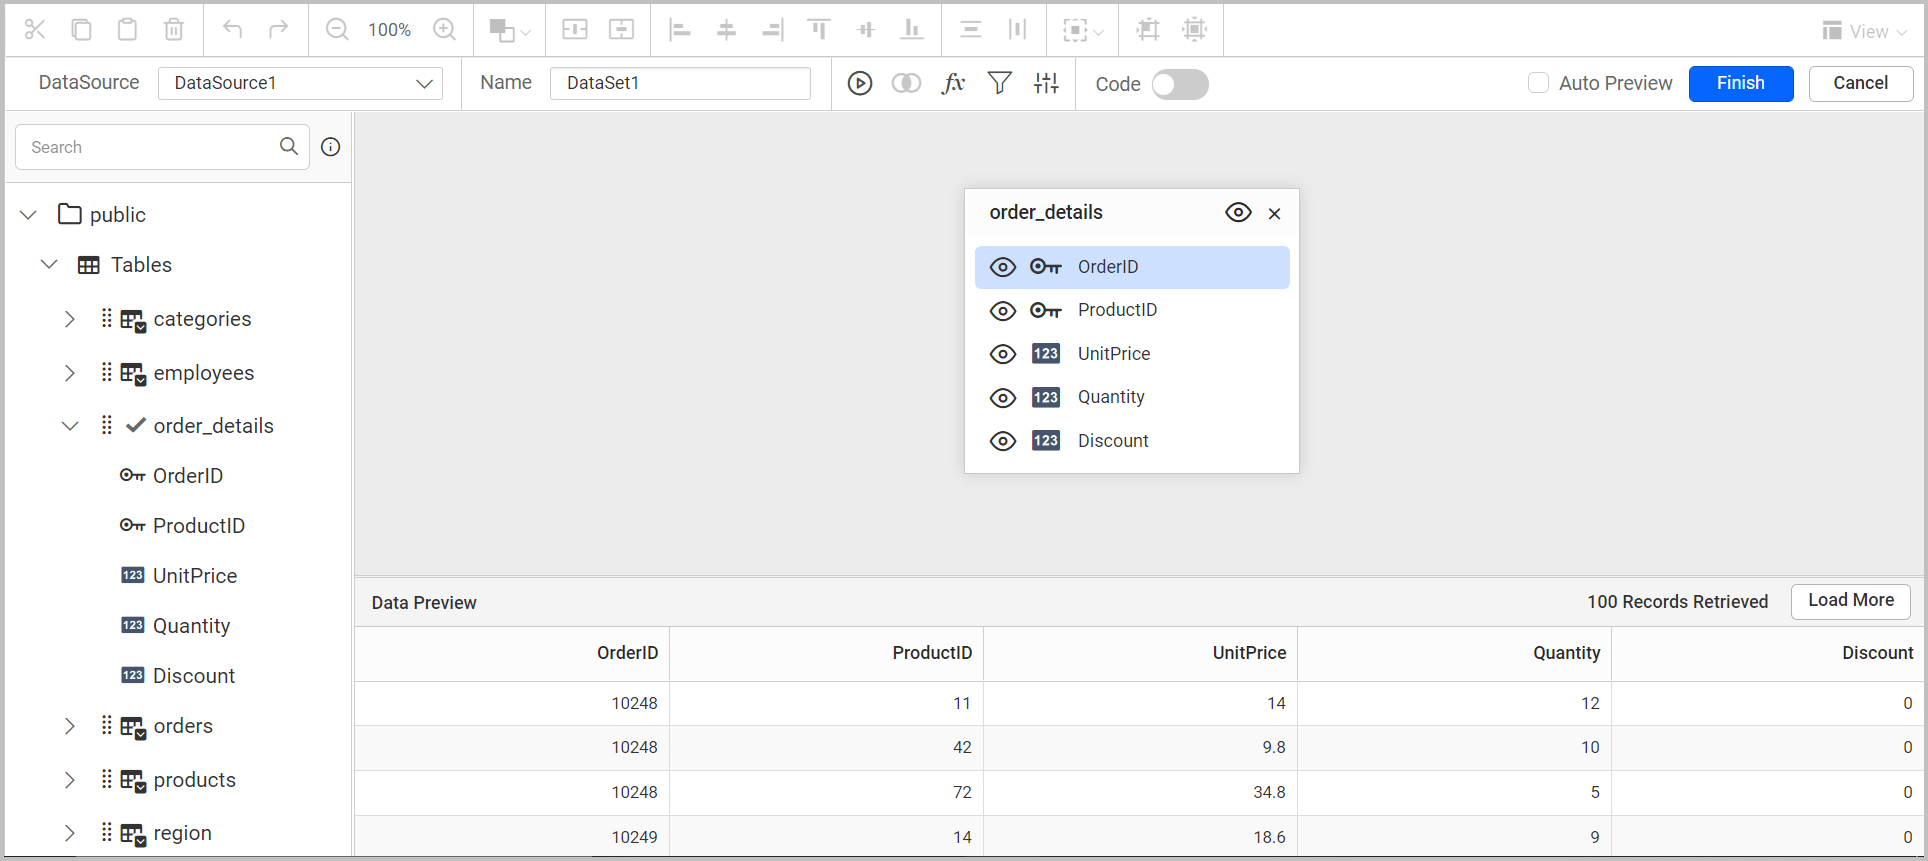 100%
View
DataSource
DataSource1
Name
DataSet1
fx
Code
Auto Preview
Finish
Cancel
Search
public
Tables
categories
employees
order_details
OrderID
ProductID
123 UnitPrice
123 Quantity
123 Discount
orders
products
region
order_details
OrderID
ProductID
123 UnitPrice
123 Quantity
123 Discount
Data Preview
100 Records Retrieved
Load More
OrderID ProductID UnitPrice Quantity Discount
10248 11 14 12 0
10248 42 9.8 10 0
10248 72 34.8 5 0
10249 14 18.6 9 0